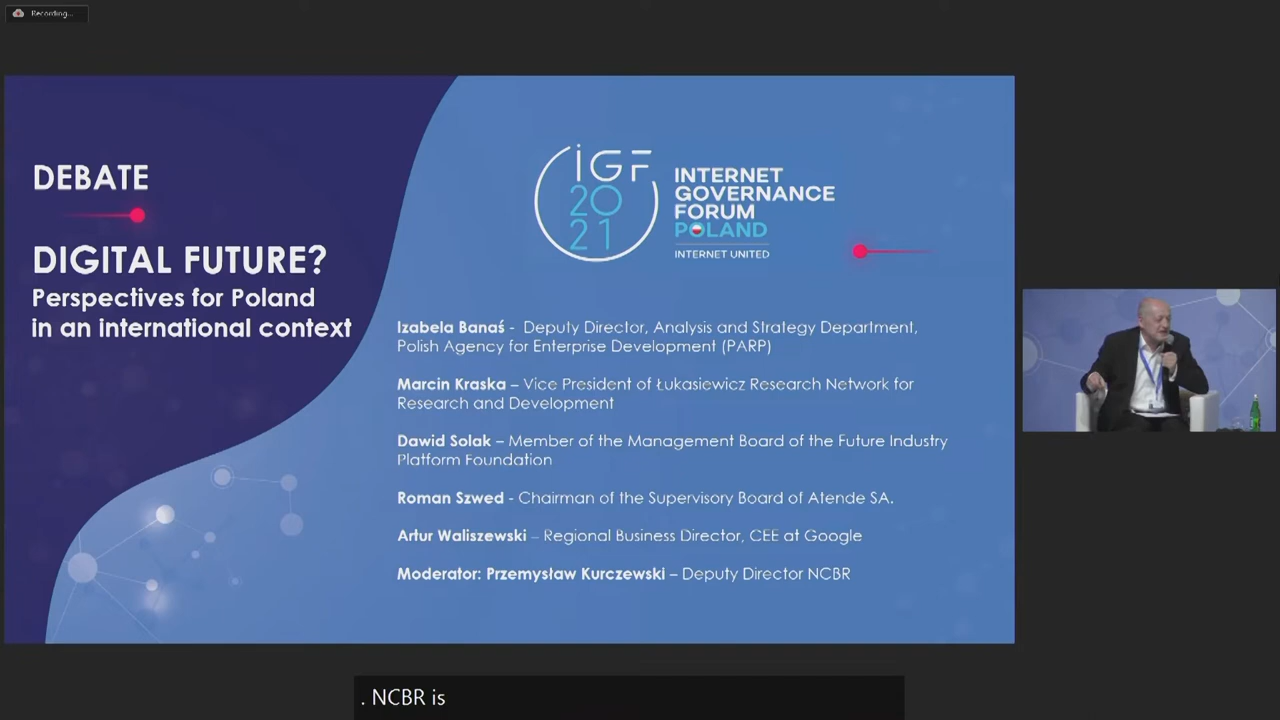 Recording...
DEBATE
DIGITAL FUTURE?
Perspectives for Poland
in an international context
iGF
20
21
INTERNET
GOVERNANCE
FORUM
POLAND
INTERNET UNITED
Izabela Banaś - Deputy Director, Analysis and Strategy Department,
Polish Agency for Enterprise Development (PARP)
Marcin Kraska – Vice President of Łukasiewicz Research Network for
Research and Development
Dawid Solak – Member of the Management Board of the Future Industry
Platform Foundation
Roman Szwed - Chairman of the Supervisory Board of Atende SA.
Artur Waliszewski – Regional Business Director, CEE at Google
Moderator: Przemysław Kurczewski – Deputy Director NCBR
. NCBR is